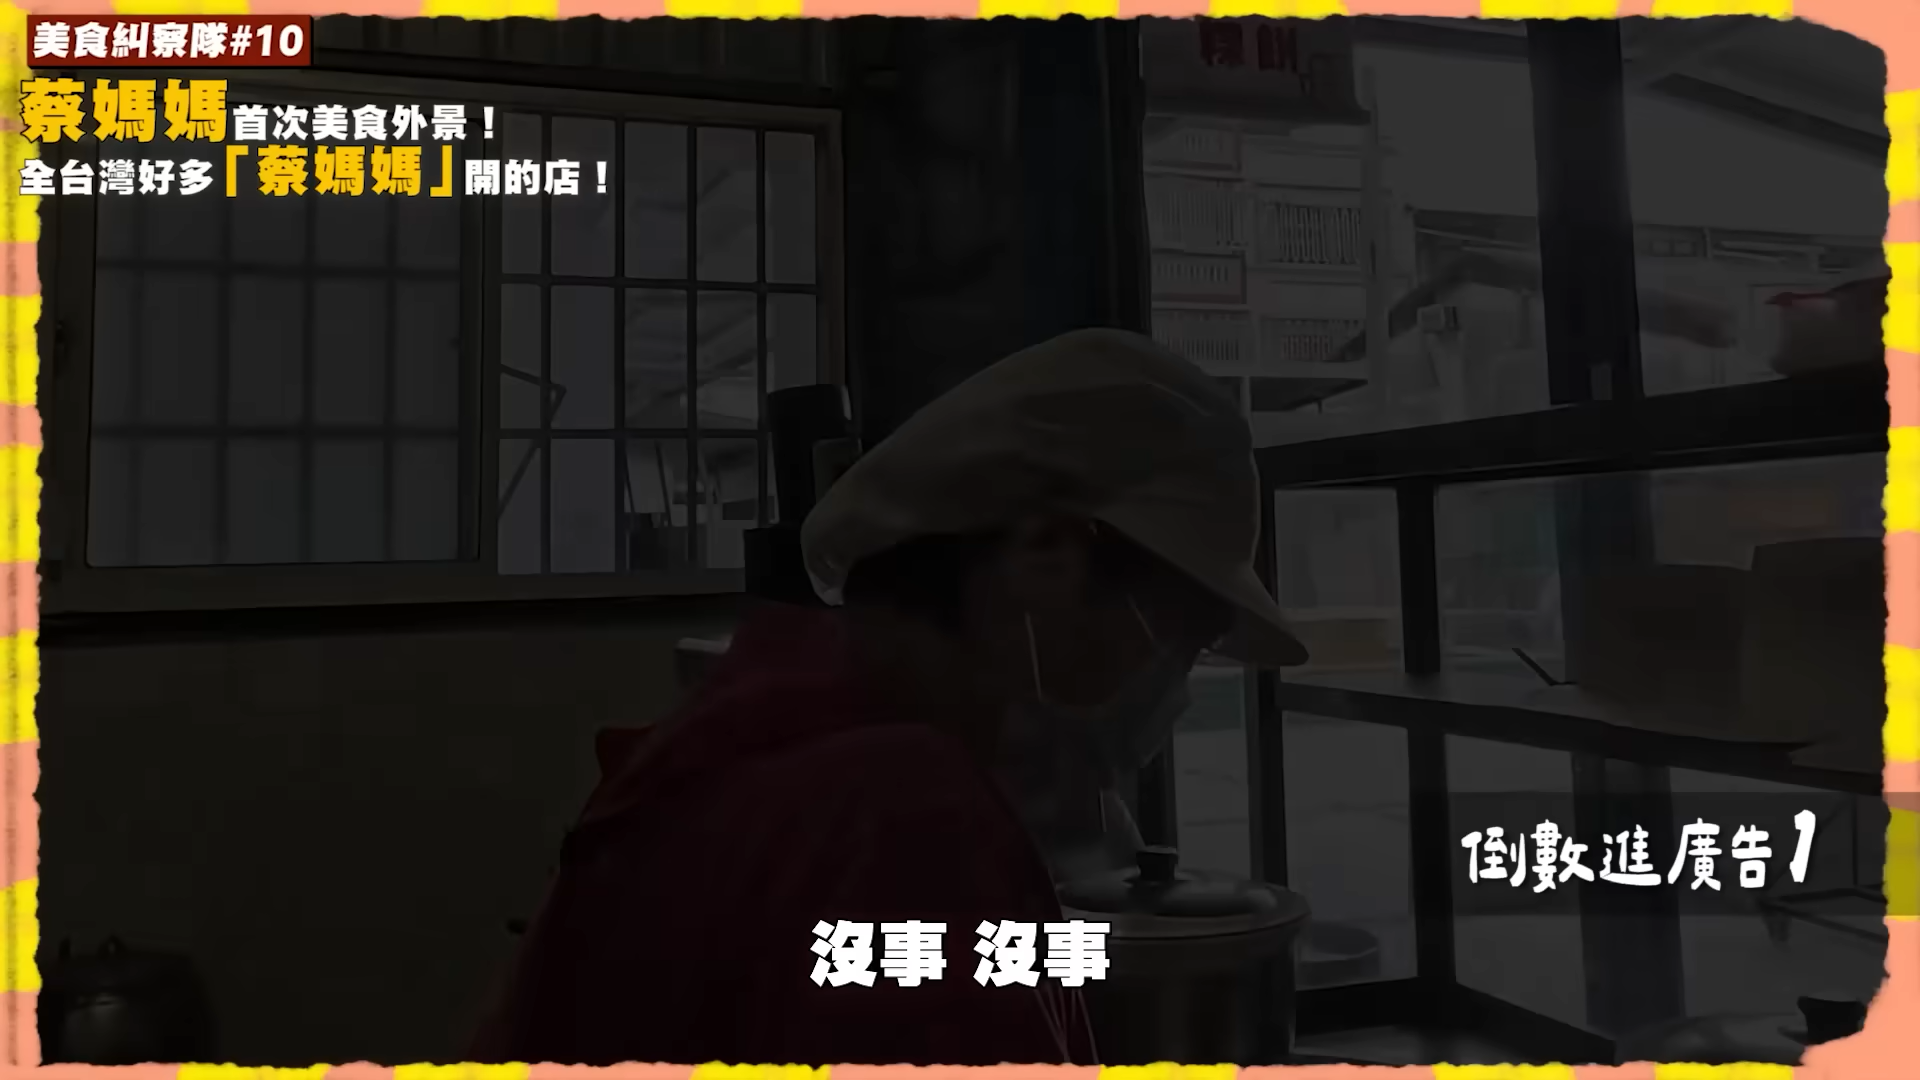 美食糾察隊#10
蔡媽媽首次美食外景！
全台灣好多「蔡媽媽」開的店！
倒數進廣告1
沒事 沒事